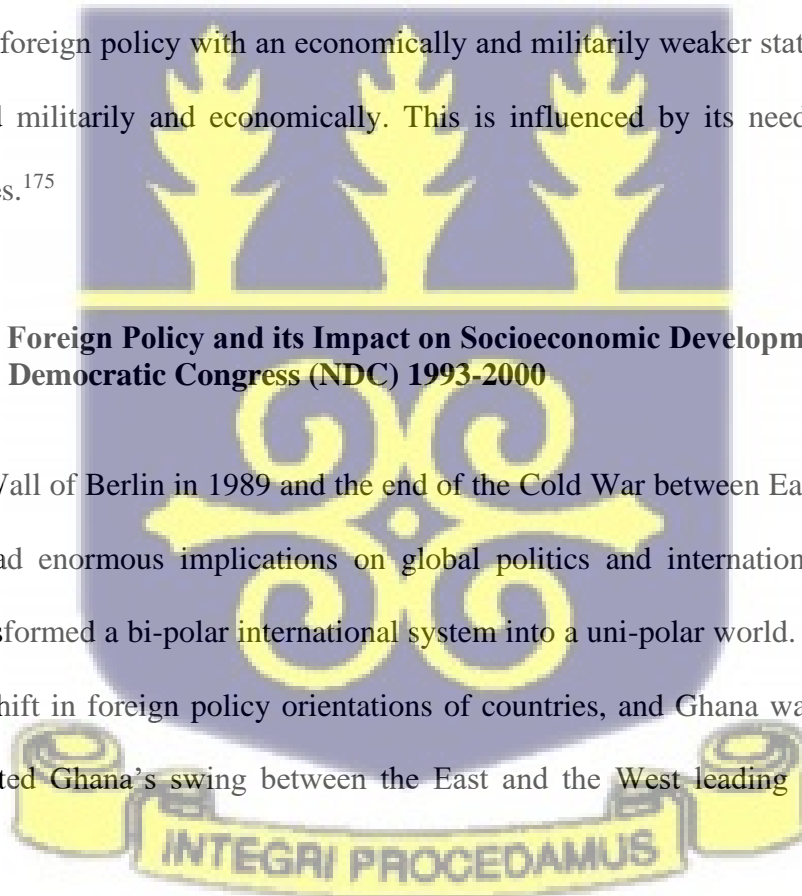 foreign policy with an economically and militarily weaker stat
militarily and economically. This is influenced by its need
es.175
Foreign Policy and its Impact on Socioeconomic Developm
Democratic Congress (NDC) 1993-2000
Wall of Berlin in 1989 and the end of the Cold War between Ea
ad enormous implications on global politics and internation
sformed a bi-polar international system into a uni-polar world.
hift in foreign policy orientations of countries, and Ghana wa
ted Ghana's swing between the East and the West leading
INTEGRI PROCEDAMUS